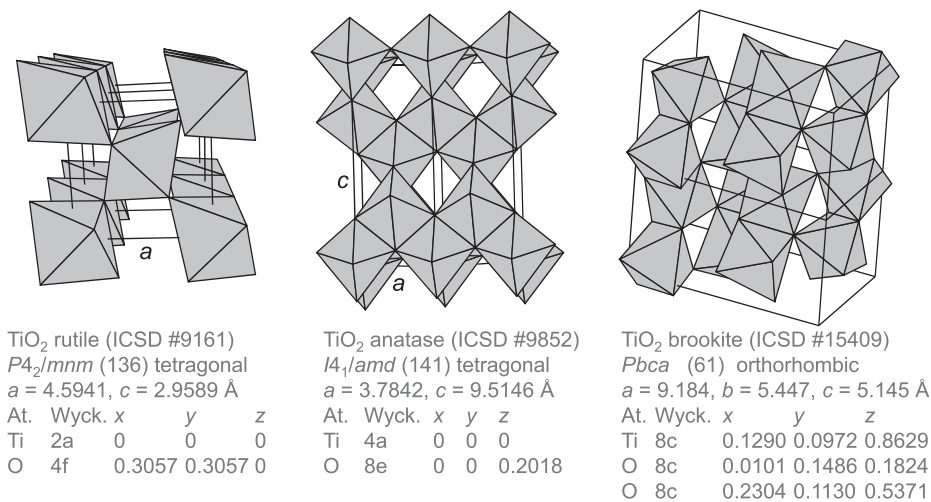 a
c
a
TiO₂ rutile (ICSD #9161)
P4₂/mnm (136) tetragonal
a = 4.5941, c = 2.9589 Å
At. Wyck. x y z
Ti 2a 0 0 0
O 4f 0.3057 0.3057 0
TiO₂ anatase (ICSD #9852)
I4₁/amd (141) tetragonal
a = 3.7842, c = 9.5146 Å
At. Wyck. x y z
Ti 4a 0 0 0
O 8e 0 0 0.2018
TiO₂ brookite (ICSD #15409)
Pbca (61) orthorhombic
a = 9.184, b = 5.447, c = 5.145 Å
At. Wyck. x y z
Ti 8c 0.1290 0.0972 0.8629
O 8c 0.0101 0.1486 0.1824
O 8c 0.2304 0.1130 0.5371